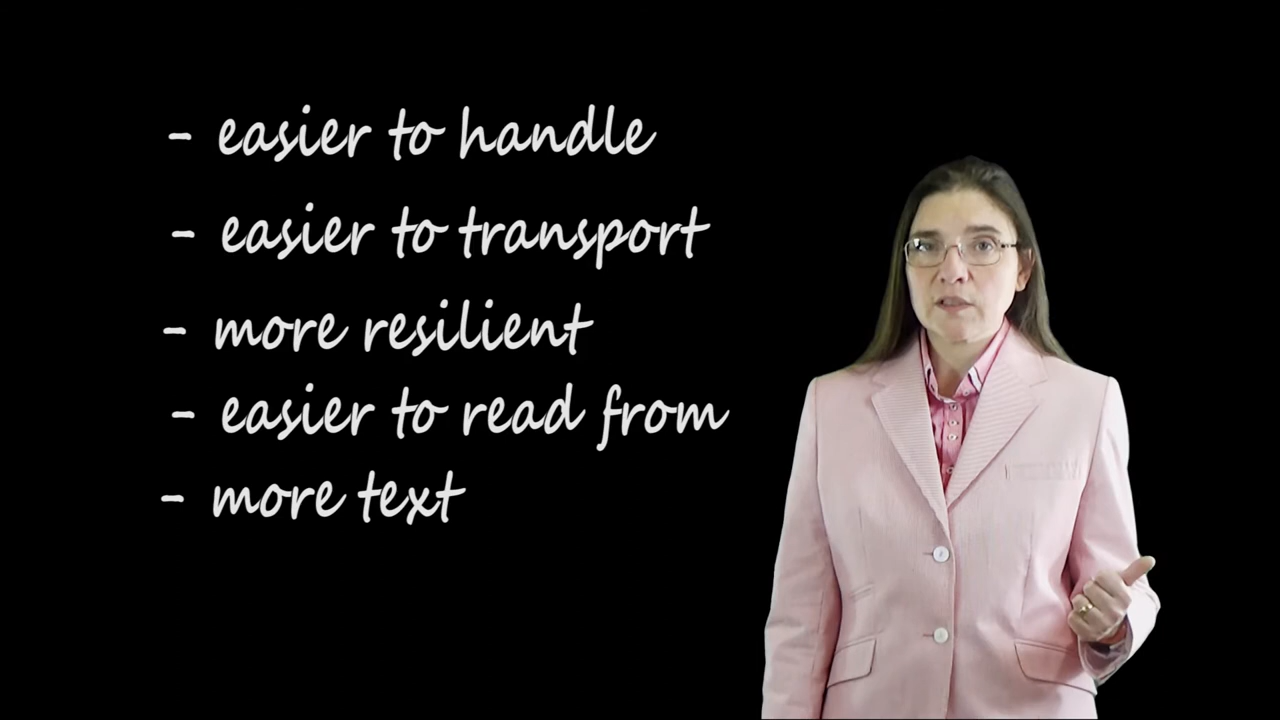 - easier to handle
- easier to transport
- more resilient
- easier to read from
- more text